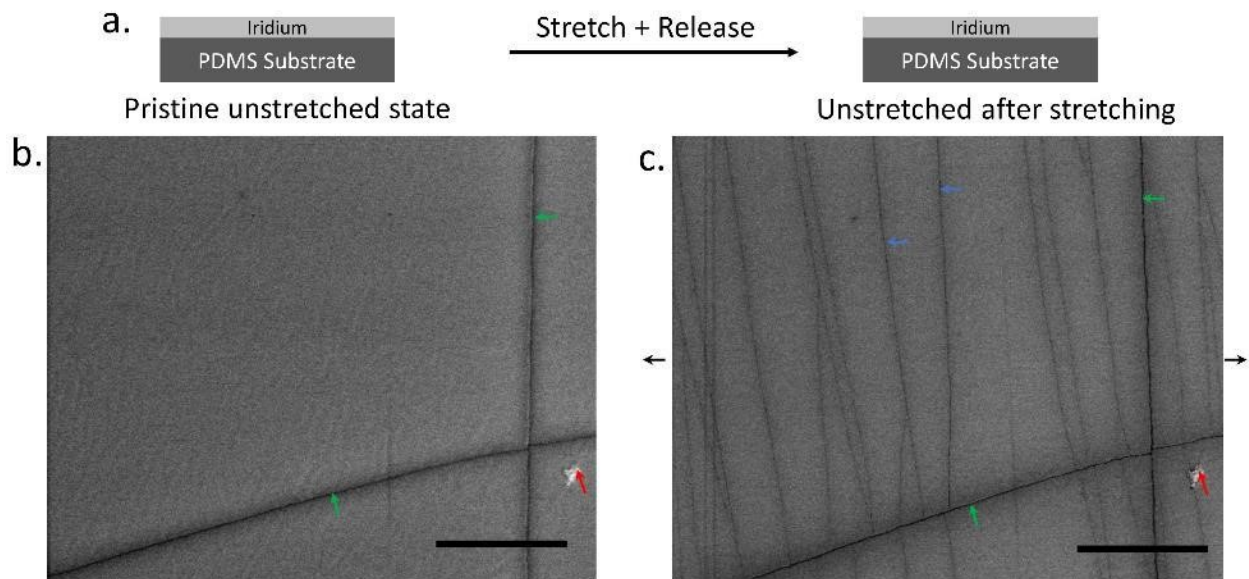 a.
Iridium
PDMS Substrate
Stretch + Release
Iridium
PDMS Substrate
Pristine unstretched state
Unstretched after stretching
b.
c.